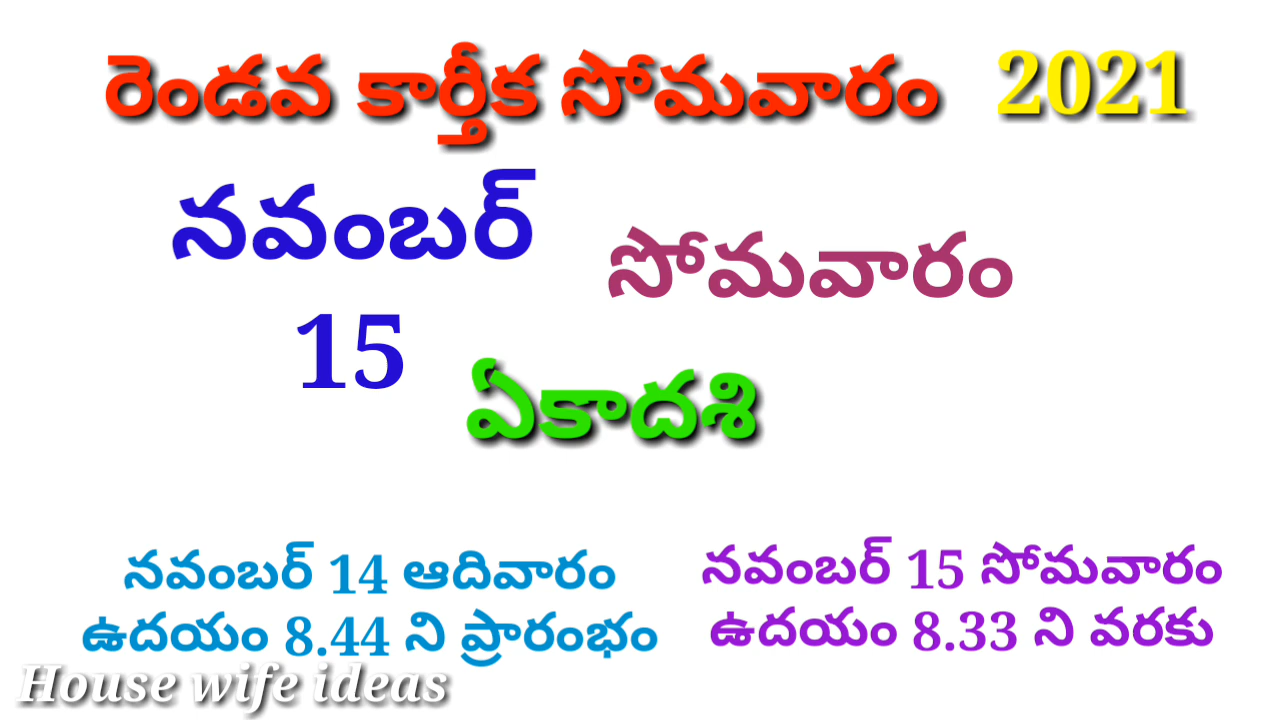 రెండవ కార్తీక సోమవారం 2021
నవంబర్
15
సోమవారం
ఏకాదశి
నవంబర్ 14 ఆదివారం
ఉదయం 8.44 ని ప్రారంభం
నవంబర్ 15 సోమవారం
ఉదయం 8.33 ని వరకు
House wife ideas